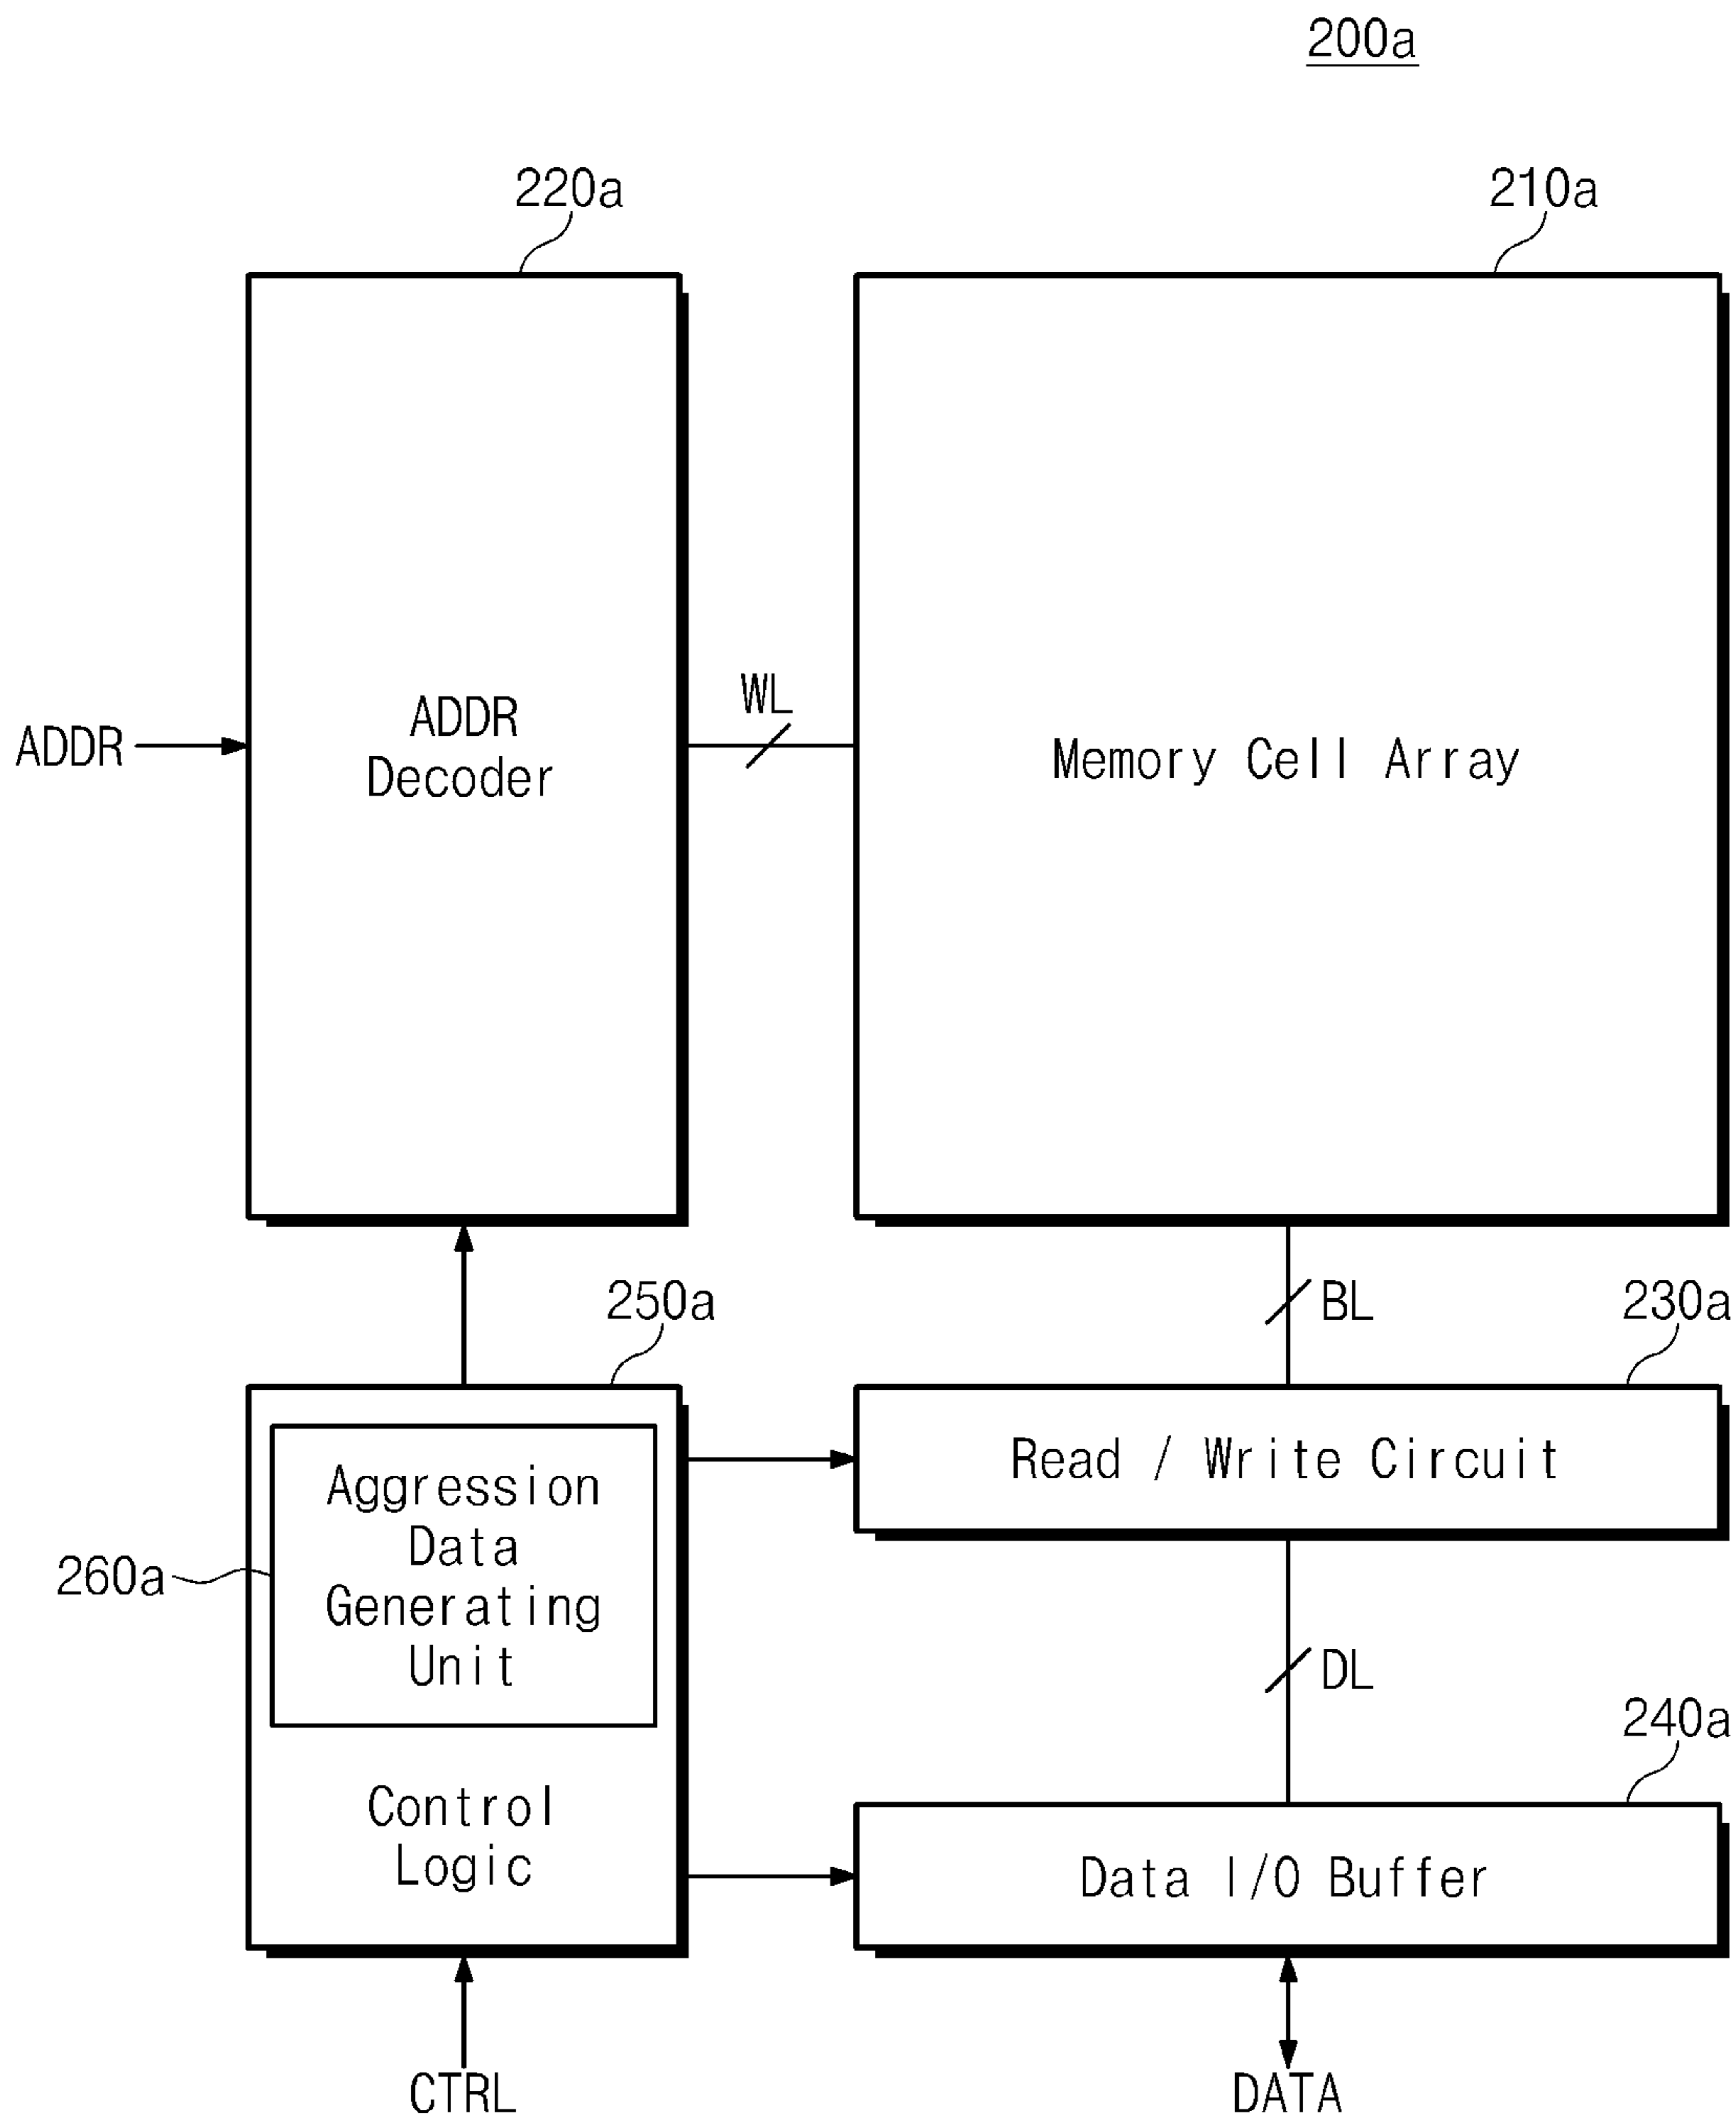 200a
220a
210a
ADDR
ADDR
Decoder
WL
Memory Cell Array
250a
BL
230a
Aggression
Data
Generating
Unit
260a
Read / Write Circuit
DL
240a
Control
Logic
Data I/O Buffer
CTRL
DATA